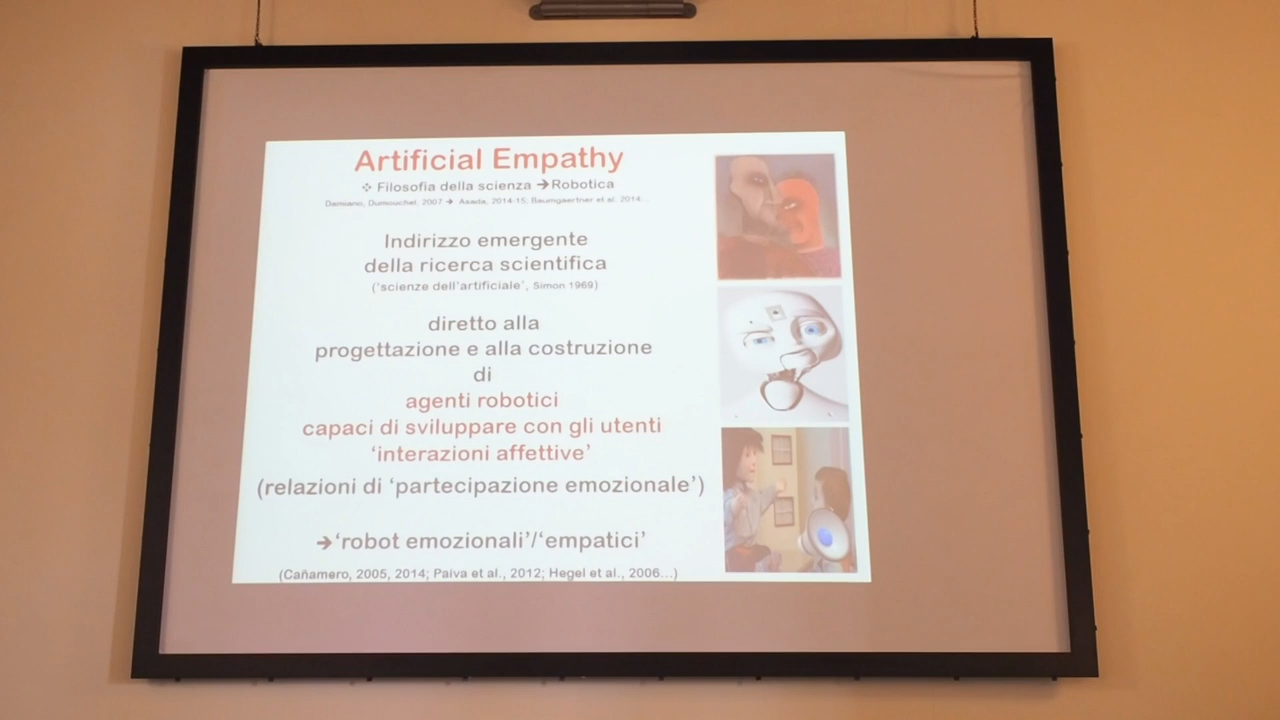 Artificial Empathy
❖ Filosofia della scienza ➔Robotica
Damiano, Dumouchel, 2007 ➔ Asada, 2014-15; Baumgaertner et al. 2014...
Indirizzo emergente
della ricerca scientifica
('scienze dell'artificiale', Simon 1969)
diretto alla
progettazione e alla costruzione
di
agenti robotici
capaci di sviluppare con gli utenti
'interazioni affettive'
(relazioni di 'partecipazione emozionale')
➔'robot emozionali'/'empatici'
(Cañamero, 2005, 2014; Paiva et al., 2012; Hegel et al., 2006...)